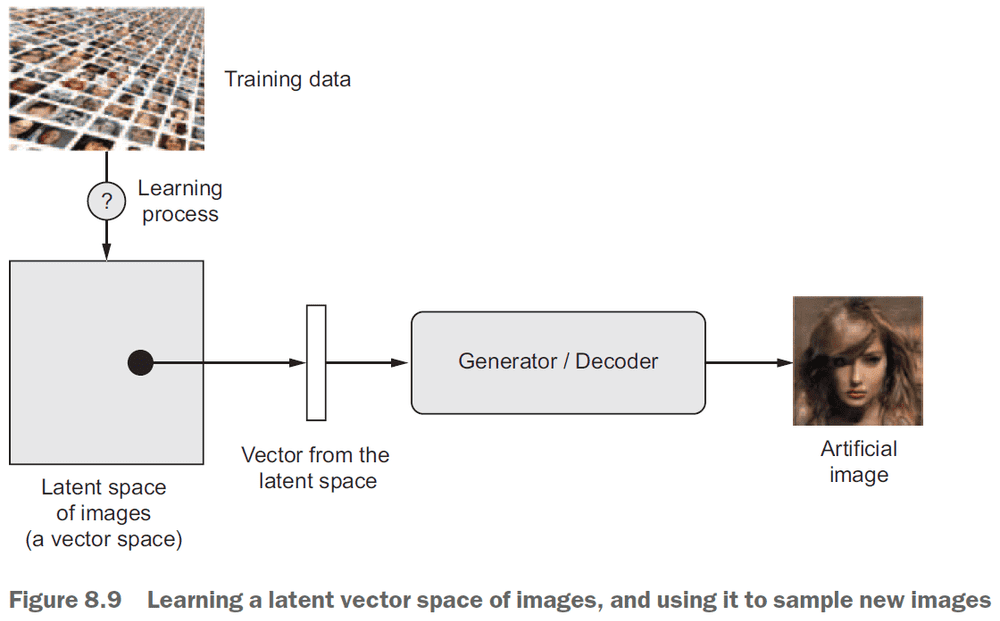 Training data
?
Learning
process
Generator / Decoder
Vector from the
latent space
Artificial
image
Latent space
of images
(a vector space)
Figure 8.9 Learning a latent vector space of images, and using it to sample new images